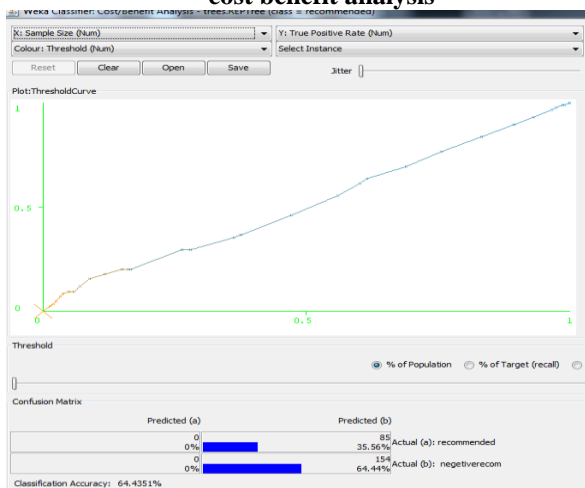 cost benefit analysis
Weka Classifier: Cost/Benefit Analysis - trees.REPTree (class = recommended)
X: Sample Size (Num) Y: True Positive Rate (Num)
Colour: Threshold (Num) Select Instance
Reset Clear Open Save Jitter
Plot:ThresholdCurve
1
0.5
0
0 0.5 1
Threshold
% of Population % of Target (recall)
Confusion Matrix
Predicted (a) Predicted (b)
0 85
0% 35.56% Actual (a): recommended
0 154
0% 64.44% Actual (b): negetiverecom
Classification Accuracy: 64.4351%